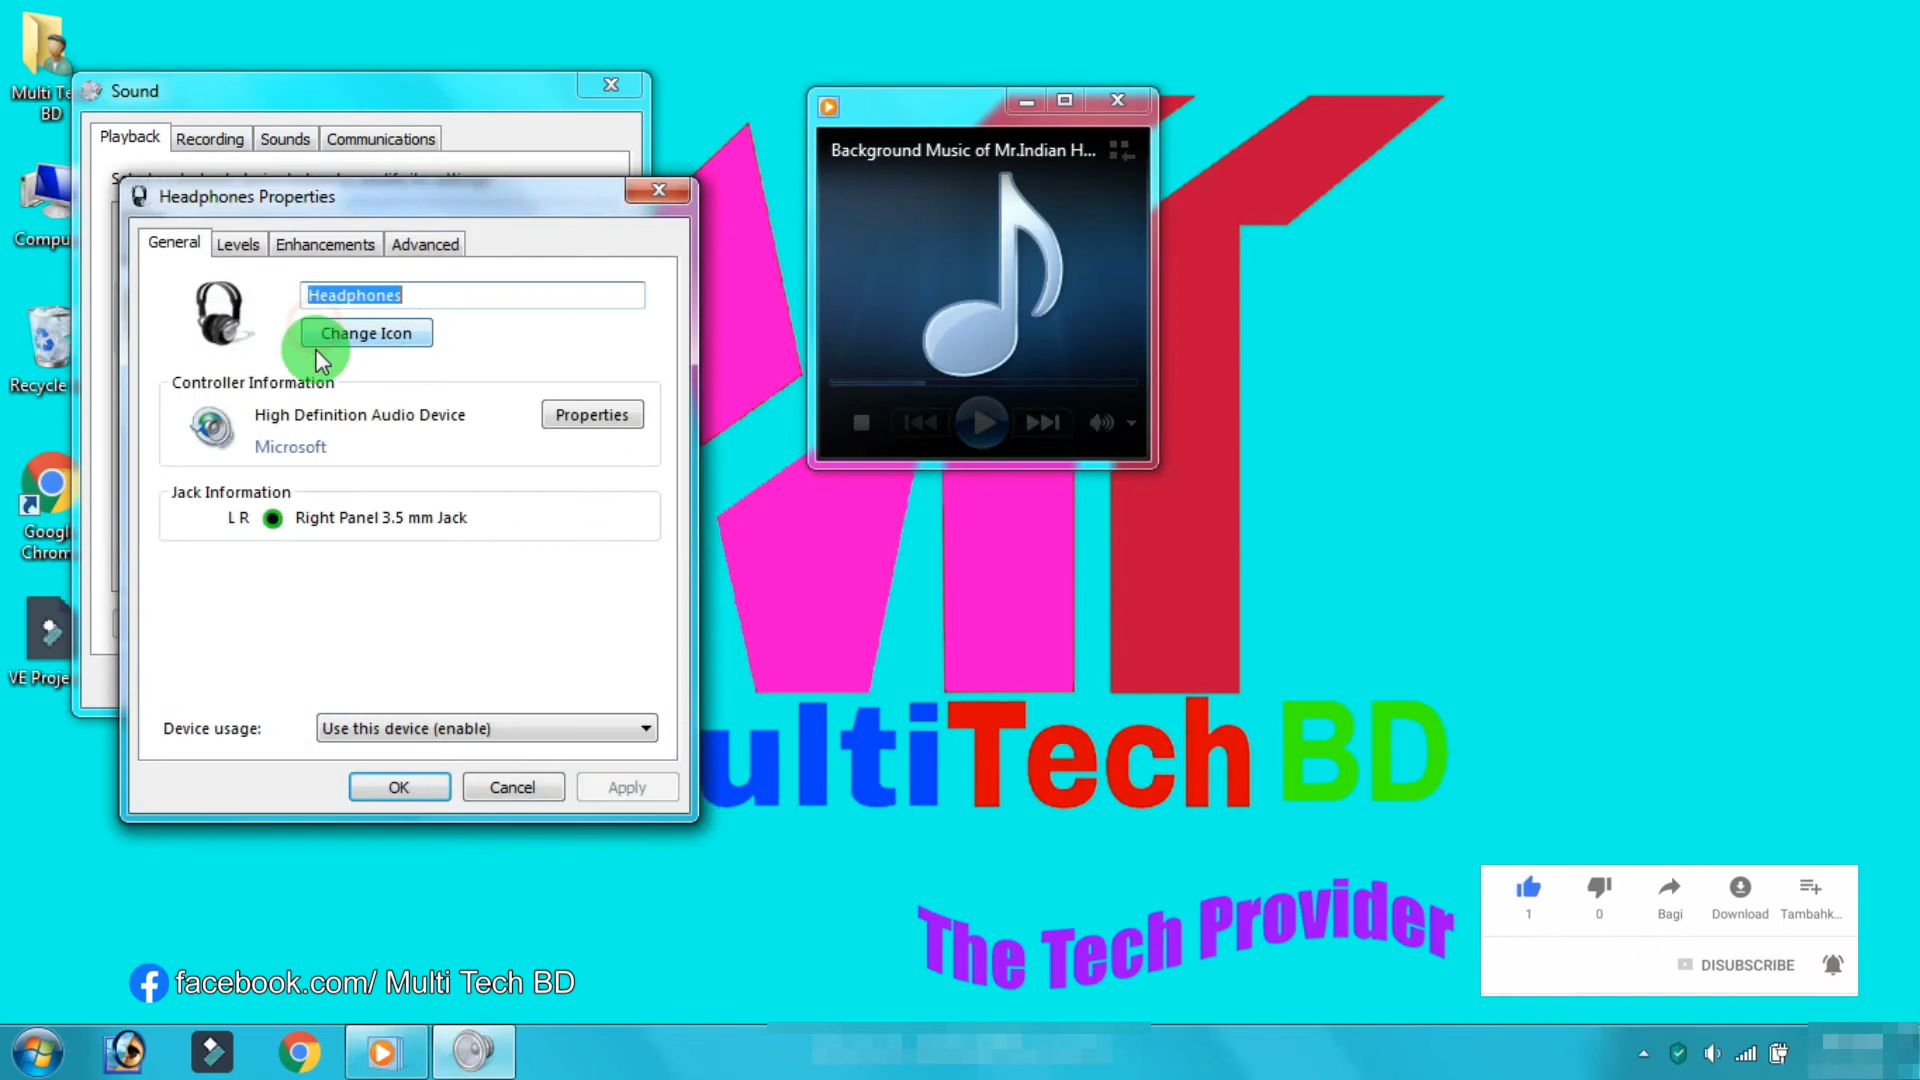 Multi Te
BD
Compu
Recycle
Googl
Chrom
VE Proje
Sound
Playback
Recording
Sounds
Communications
Headphones Properties
General
Levels
Enhancements
Advanced
Headphones
Change Icon
Controller Information
High Definition Audio Device
Properties
Microsoft
Jack Information
L R
Right Panel 3.5 mm Jack
Device usage:
Use this device (enable)
OK
Cancel
Apply
Background Music of Mr.Indian H...
ultiTech BD
The Tech Provider
facebook.com/ Multi Tech BD
1
0
Bagi
Download
Tambahk...
DISUBSCRIBE